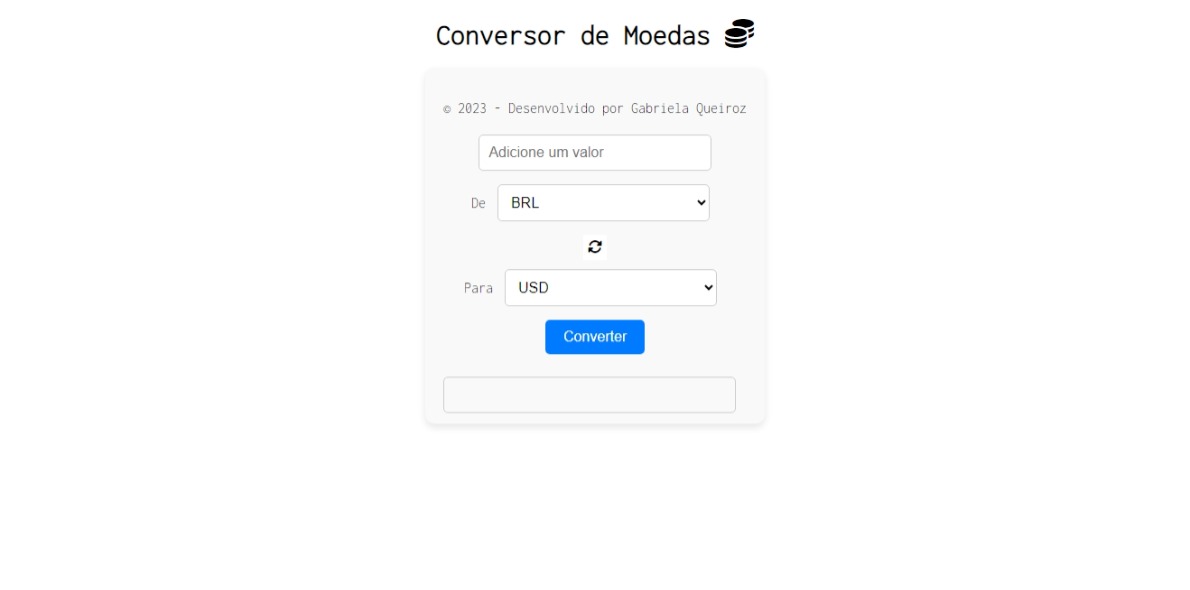 Conversor de Moedas
© 2023 - Desenvolvido por Gabriela Queiroz
Adicione um valor
De BRL
Para USD
Converter